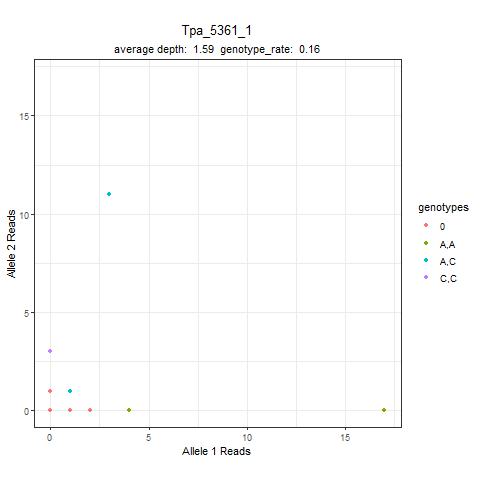 Tpa_5361_1
average depth: 1.59 genotype_rate: 0.16
15
10
5
0
Allele 2 Reads
0 5 10 15
Allele 1 Reads
genotypes
0
A,A
A,C
C,C